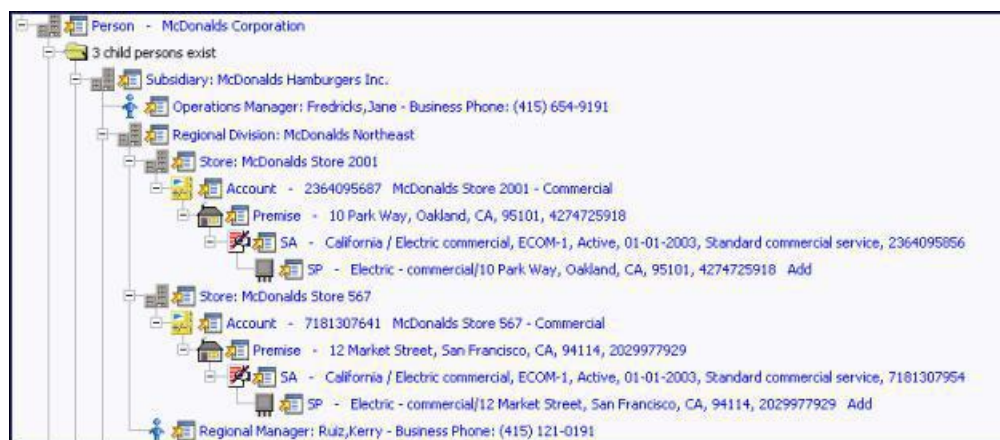 Person - McDonalds Corporation
3 child persons exist
Subsidiary: McDonalds Hamburgers Inc.
Operations Manager: Fredricks,Jane - Business Phone: (415) 654-9191
Regional Division: McDonalds Northeast
Store: McDonalds Store 2001
Account - 2364095687 McDonalds Store 2001 - Commercial
Premise - 10 Park Way, Oakland, CA, 95101, 4274725918
SA - California / Electric commercial, ECOM-1, Active, 01-01-2003, Standard commercial service, 2364095856
SP - Electric - commercial/10 Park Way, Oakland, CA, 95101, 4274725918 Add
Store: McDonalds Store 567
Account - 7181307641 McDonalds Store 567 - Commercial
Premise - 12 Market Street, San Francisco, CA, 94114, 2029977929
SA - California / Electric commercial, ECOM-1, Active, 01-01-2003, Standard commercial service, 7181307954
SP - Electric - commercial/12 Market Street, San Francisco, CA, 94114, 2029977929 Add
Regional Manager: Ruiz,Kerry - Business Phone: (415) 121-0191